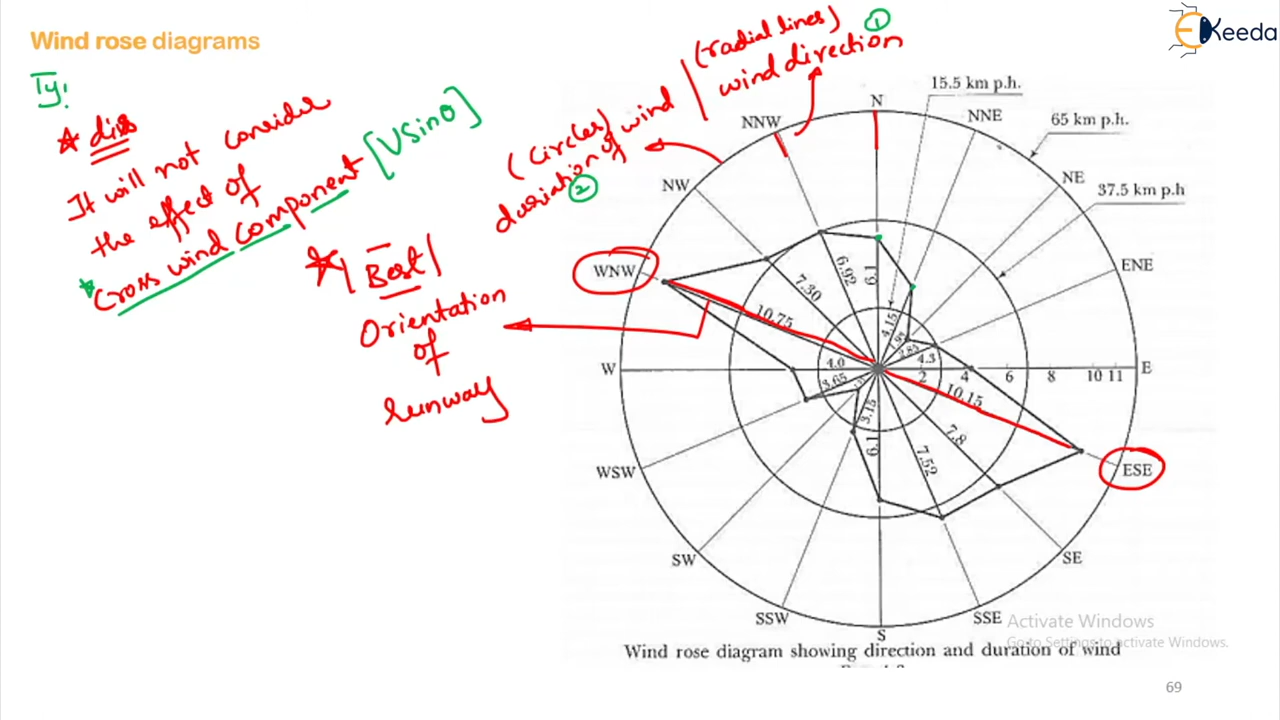 Wind rose diagrams
Keeda
Ty!
* dis
It will not consider
the effect of
* Cross wind component [VSinθ]
* Best
Orientation
of
runway
(Circles)
duration of wind
2
(radial lines) 1
wind direction
15.5 km p.h.
65 km p.h.
37.5 km p.h
N
NNE
NE
ENE
E
ESE
SE
SSE
S
SSW
SW
WSW
W
WNW
NW
NNW
6.92
6.1
4.15
7.30
10.75
4.0
3.65
4.3
2 4 6 8 10 11
10.15
7.8
7.52
6.1
3.15
Activate Windows
Go to Settings to activate Windows.
Wind rose diagram showing direction and duration of wind
69